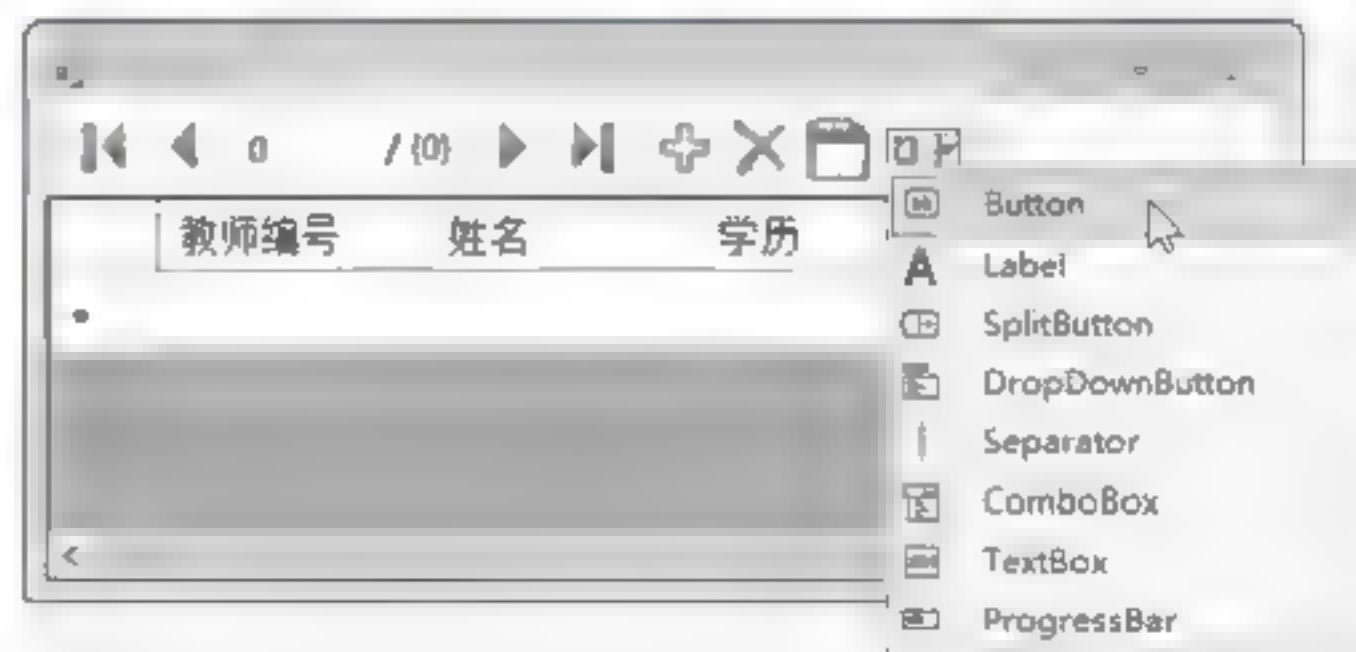 0 / {0}
教师编号 姓名 学历
Button
Label
SplitButton
DropDownButton
Separator
ComboBox
TextBox
ProgressBar